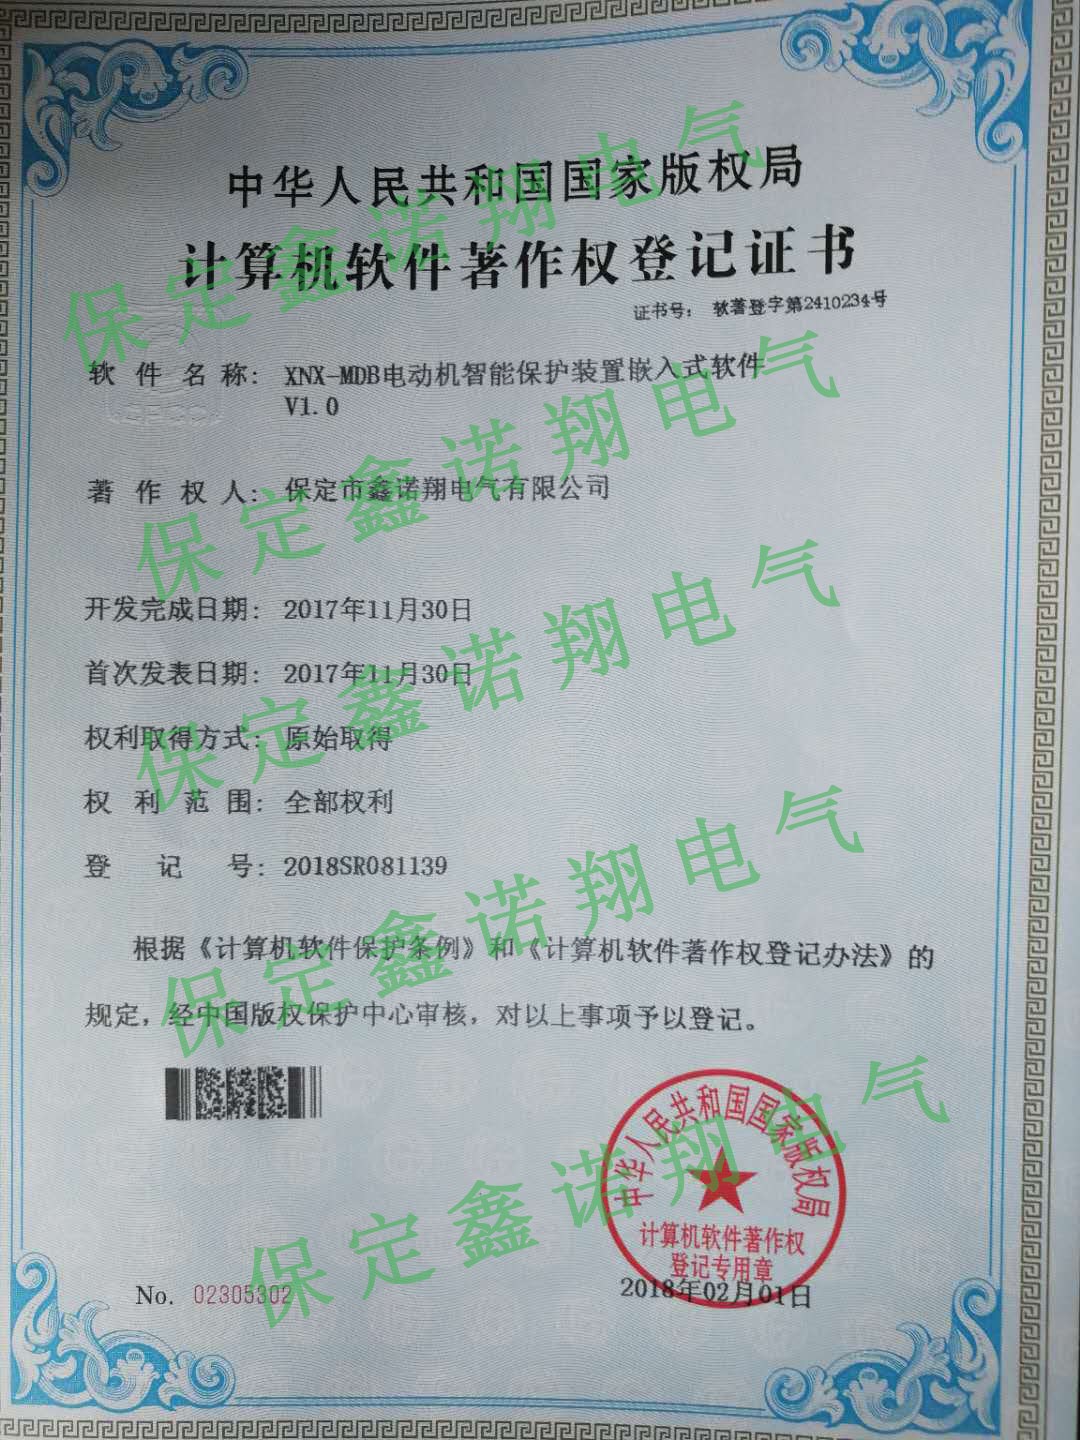 中华人民共和国国家版权局
计算机软件著作权登记证书
证书号： 软著登字第2410234号
软件名称： XNX-MDB电动机智能保护装置嵌入式软件
V1.0
著作权人： 保定市鑫诺翔电气有限公司
开发完成日期： 2017年11月30日
首次发表日期： 2017年11月30日
权利取得方式： 原始取得
权利范围： 全部权利
登记号： 2018SR081139
根据《计算机软件保护条例》和《计算机软件著作权登记办法》的
规定，经中国版权保护中心审核，对以上事项予以登记。
中华人民共和国国家版权局
计算机软件著作权
登记专用章
No. 02305302
2018年02月01日
保定鑫诺翔电气
保定鑫诺翔电气
保定鑫诺翔电气
保定鑫诺翔电气
保定鑫诺翔电气